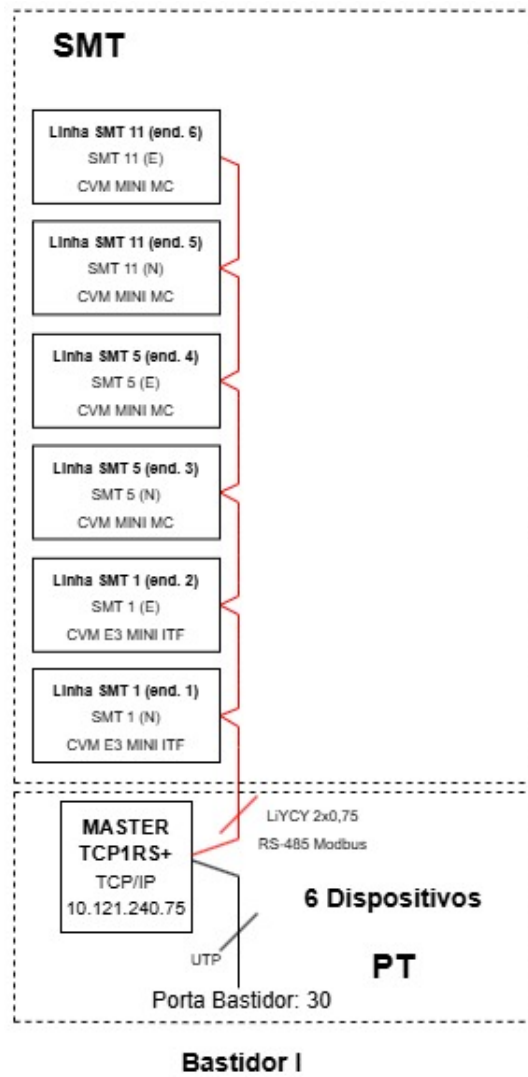 SMT
Linha SMT 11 (end. 6)
SMT 11 (E)
CVM MINI MC
Linha SMT 11 (end. 5)
SMT 11 (N)
CVM MINI MC
Linha SMT 5 (end. 4)
SMT 5 (E)
CVM MINI MC
Linha SMT 5 (end. 3)
SMT 5 (N)
CVM MINI MC
Linha SMT 1 (end. 2)
SMT 1 (E)
CVM E3 MINI ITF
Linha SMT 1 (end. 1)
SMT 1 (N)
CVM E3 MINI ITF
MASTER
TCP1RS+
TCP/IP
10.121.240.75
LiYCY 2x0,75
RS-485 Modbus
6 Dispositivos
UTP
PT
Porta Bastidor: 30
Bastidor I